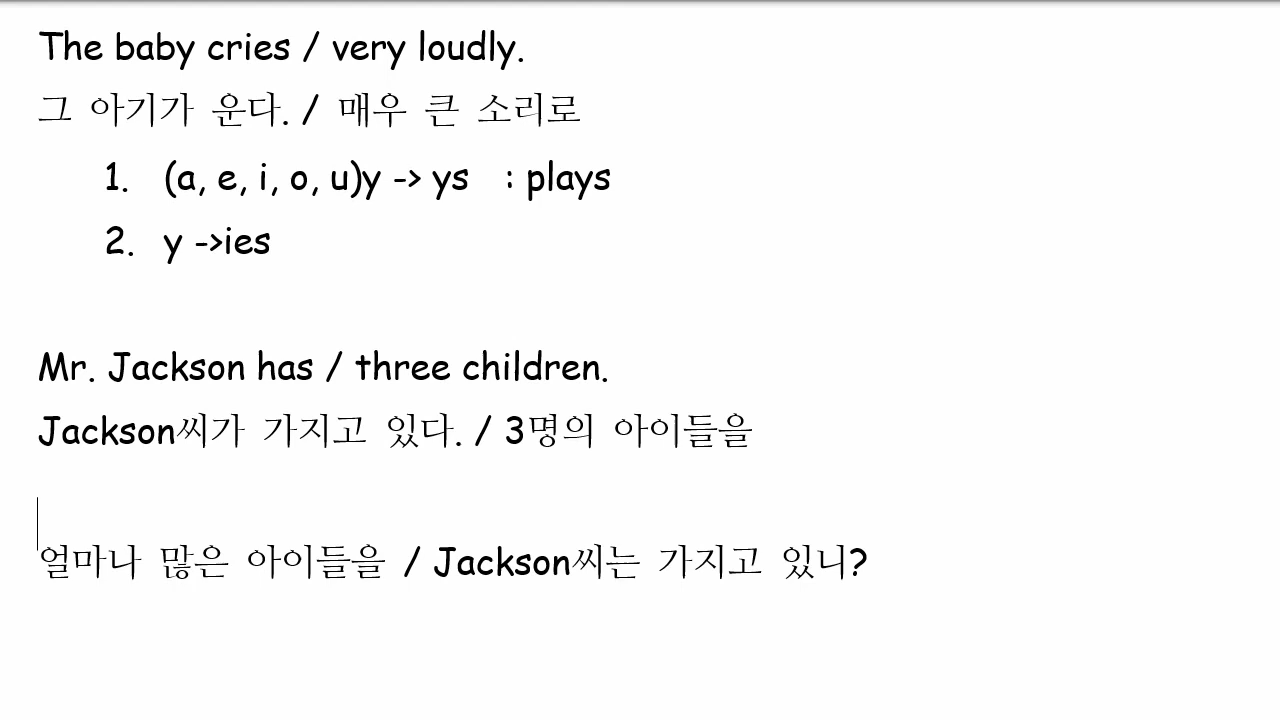 The baby cries / very loudly.
그 아기가 운다. / 매우 큰 소리로
1. (a, e, i, o, u)y -> ys : plays
2. y ->ies
Mr. Jackson has / three children.
Jackson씨가 가지고 있다. / 3명의 아이들을
얼마나 많은 아이들을 / Jackson씨는 가지고 있니?